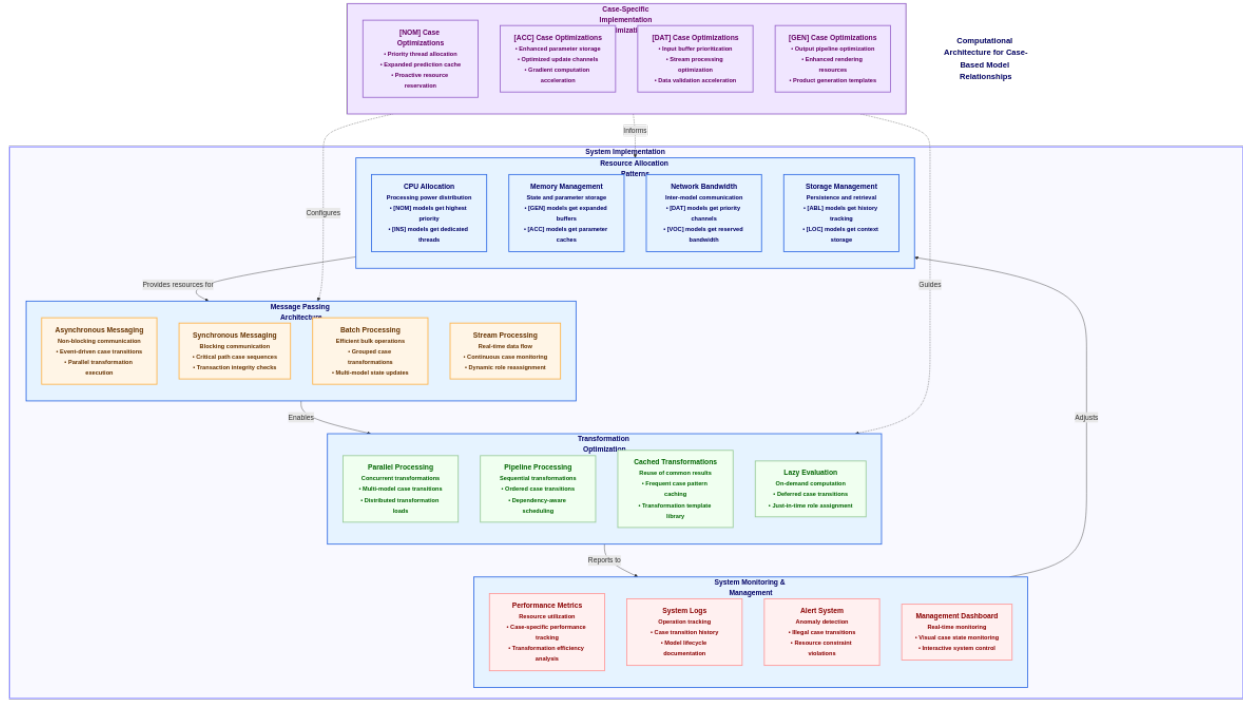 Case-Specific
Implementation
[NOM] Case
Optimizations
• Priority thread allocation
• Expanded prediction cache
• Proactive resource
reservation
[ACC] Case Optimizations
• Enhanced parameter storage
• Optimized update channels
• Gradient computation
acceleration
[DAT] Case Optimizations
• Input buffer prioritization
• Stream processing
optimization
• Data validation acceleration
[GEN] Case Optimizations
• Output pipeline optimization
• Enhanced rendering
resources
• Product generation templates
Computational
Architecture for Case-
Based Model
Relationships
Informs
Configures
Guides
System Implementation
Resource Allocation
Patterns
CPU Allocation
Processing power distribution
• [NOM] models get highest
priority
• [INS] models get dedicated
threads
Memory Management
State and parameter storage
• [GEN] models get expanded
buffers
• [ACC] models get parameter
caches
Network Bandwidth
Inter-model communication
• [DAT] models get priority
channels
• [VOC] models get reserved
bandwidth
Storage Management
Persistence and retrieval
• [ABL] models get history
tracking
• [LOC] models get context
storage
Provides resources for
Message Passing
Architecture
Asynchronous Messaging
Non-blocking communication
• Event-driven case transitions
• Parallel transformation
execution
Synchronous Messaging
Blocking communication
• Critical path case sequences
• Transaction integrity checks
Batch Processing
Efficient bulk operations
• Grouped case
transformations
• Multi-model state updates
Stream Processing
Real-time data flow
• Continuous case monitoring
• Dynamic role reassignment
Enables
Adjusts
Transformation
Optimization
Parallel Processing
Concurrent transformations
• Multi-model case transitions
• Distributed transformation
loads
Pipeline Processing
Sequential transformations
• Ordered case transitions
• Dependency-aware
scheduling
Cached Transformations
Reuse of common results
• Frequent case pattern
caching
• Transformation template
library
Lazy Evaluation
On-demand computation
• Deferred case transitions
• Just-in-time role assignment
Reports to
System Monitoring &
Management
Performance Metrics
Resource utilization
• Case-specific performance
tracking
• Transformation efficiency
analysis
System Logs
Operation tracking
• Case transition history
• Model lifecycle
documentation
Alert System
Anomaly detection
• Illegal case transitions
• Resource constraint
violations
Management Dashboard
Real-time monitoring
• Visual case state monitoring
• Interactive system control